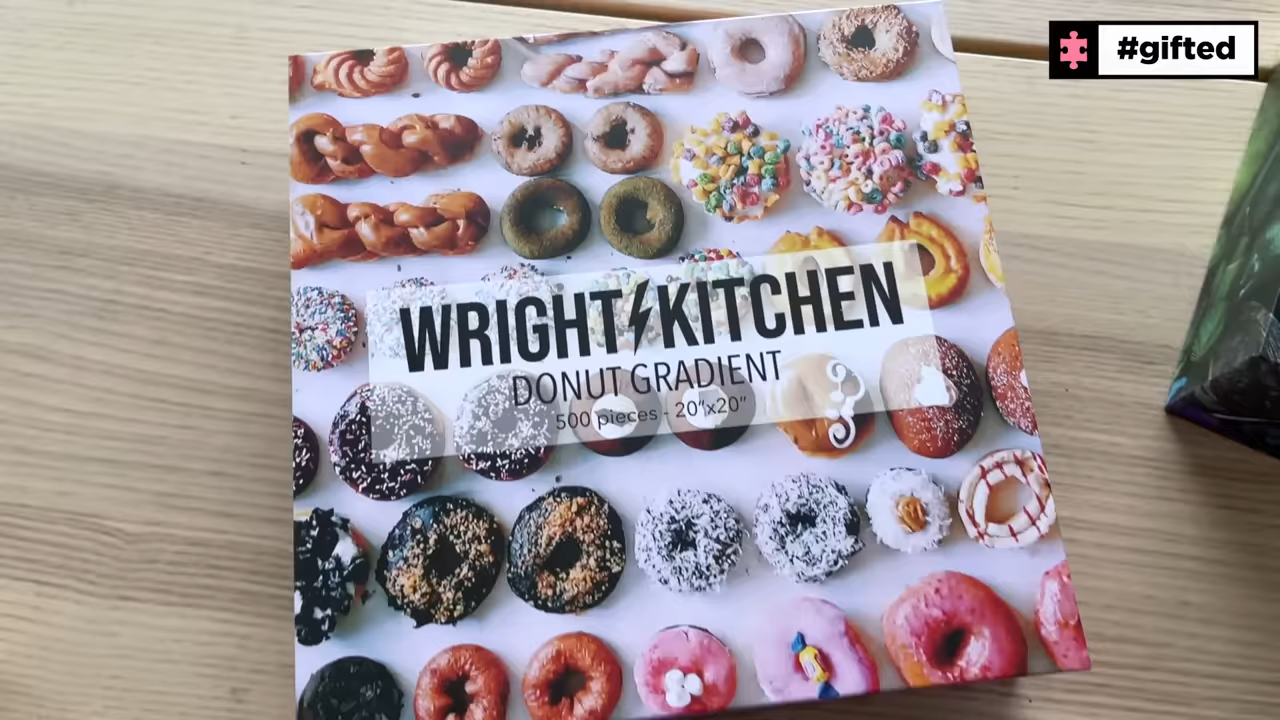 #gifted
WRIGHT KITCHEN
DONUT GRADIENT
500 pieces - 20"x20"